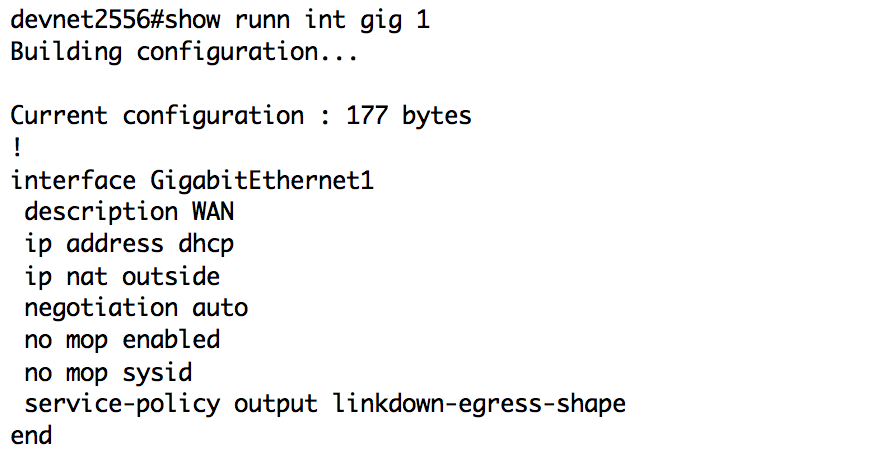 devnet2556#show runn int gig 1
Building configuration...
Current configuration : 177 bytes
!
interface GigabitEthernet1
description WAN
ip address dhcp
ip nat outside
negotiation auto
no mop enabled
no mop sysid
service-policy output linkdown-egress-shape
end